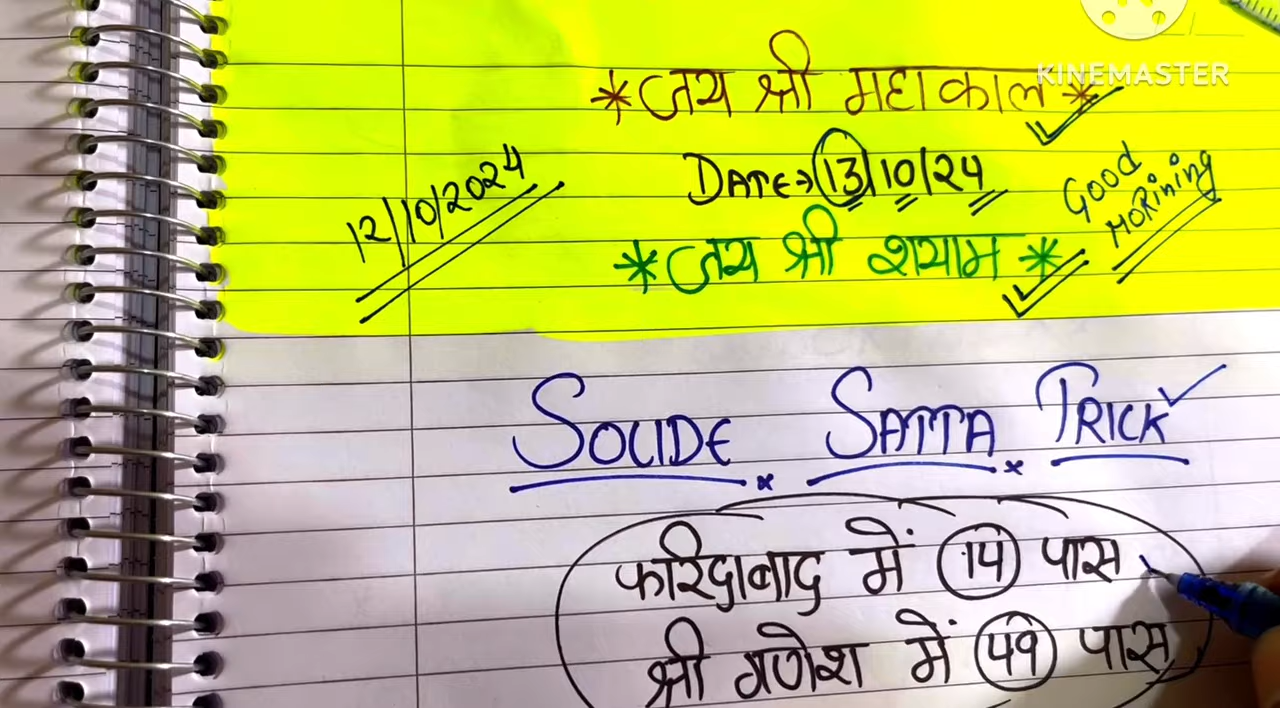 KINEMASTER
*जय श्री महाकाल*
DATE→ 13/10/24
12/10/2024
GOOD
MORining
*जय श्री शयाम*
SOLIDE SATTA TRICK
फरिदाबाद में 14 पास
श्री गणेश में 49 पास